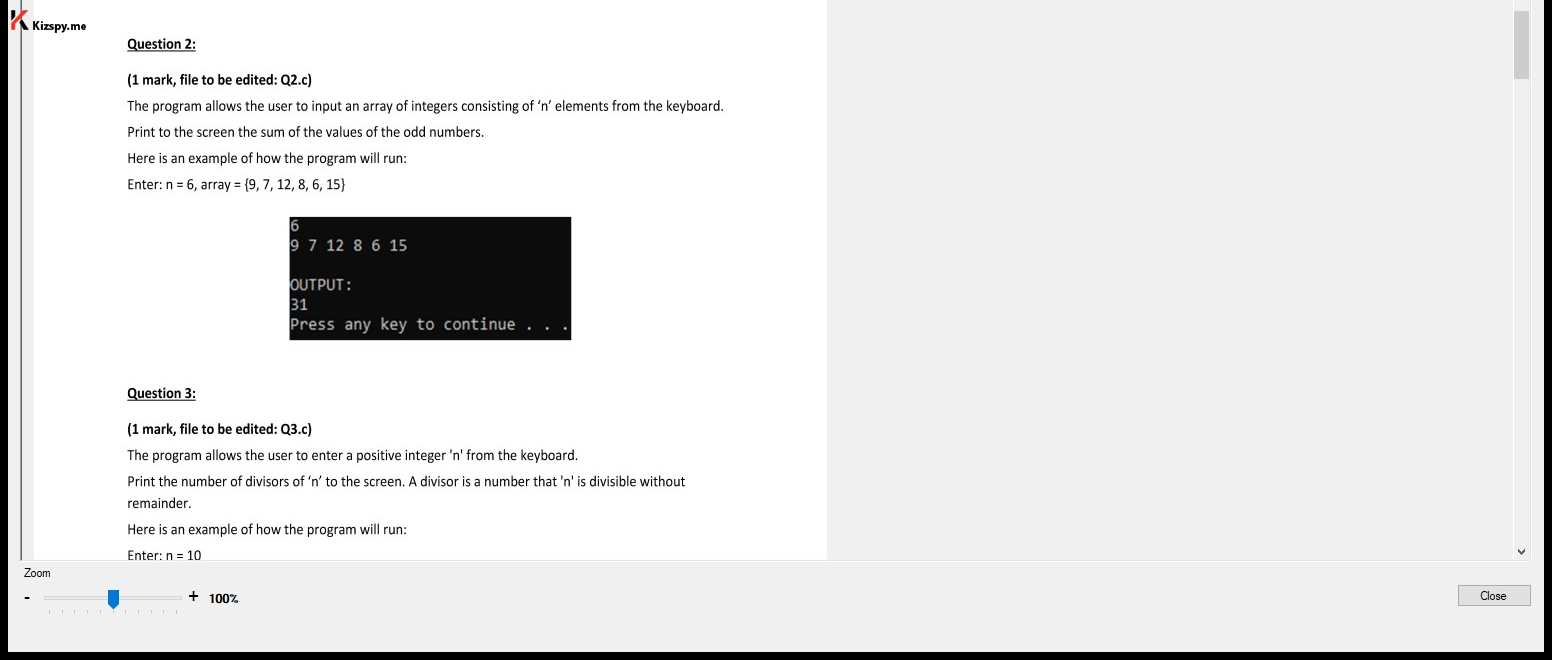 Kizspy.me
Question 2:
(1 mark, file to be edited: Q2.c)
The program allows the user to input an array of integers consisting of ‘n’ elements from the keyboard.
Print to the screen the sum of the values of the odd numbers.
Here is an example of how the program will run:
Enter: n = 6, array = {9, 7, 12, 8, 6, 15}
6
9 7 12 8 6 15
OUTPUT:
31
Press any key to continue . . .
Question 3:
(1 mark, file to be edited: Q3.c)
The program allows the user to enter a positive integer 'n' from the keyboard.
Print the number of divisors of ‘n’ to the screen. A divisor is a number that 'n' is divisible without
remainder.
Here is an example of how the program will run:
Enter: n = 10
Zoom
- + 100%
Close